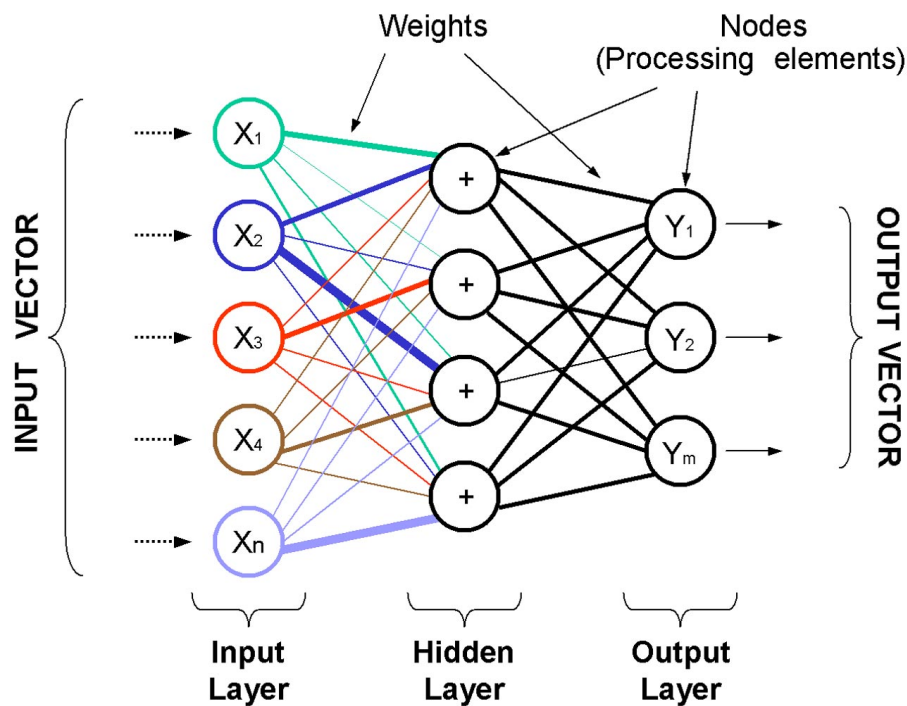 Weights
Nodes
(Processing elements)
INPUT VECTOR
X1
X2
X3
X4
Xn
+
+
+
+
Y1
Y2
Ym
OUTPUT VECTOR
Input
Layer
Hidden
Layer
Output
Layer